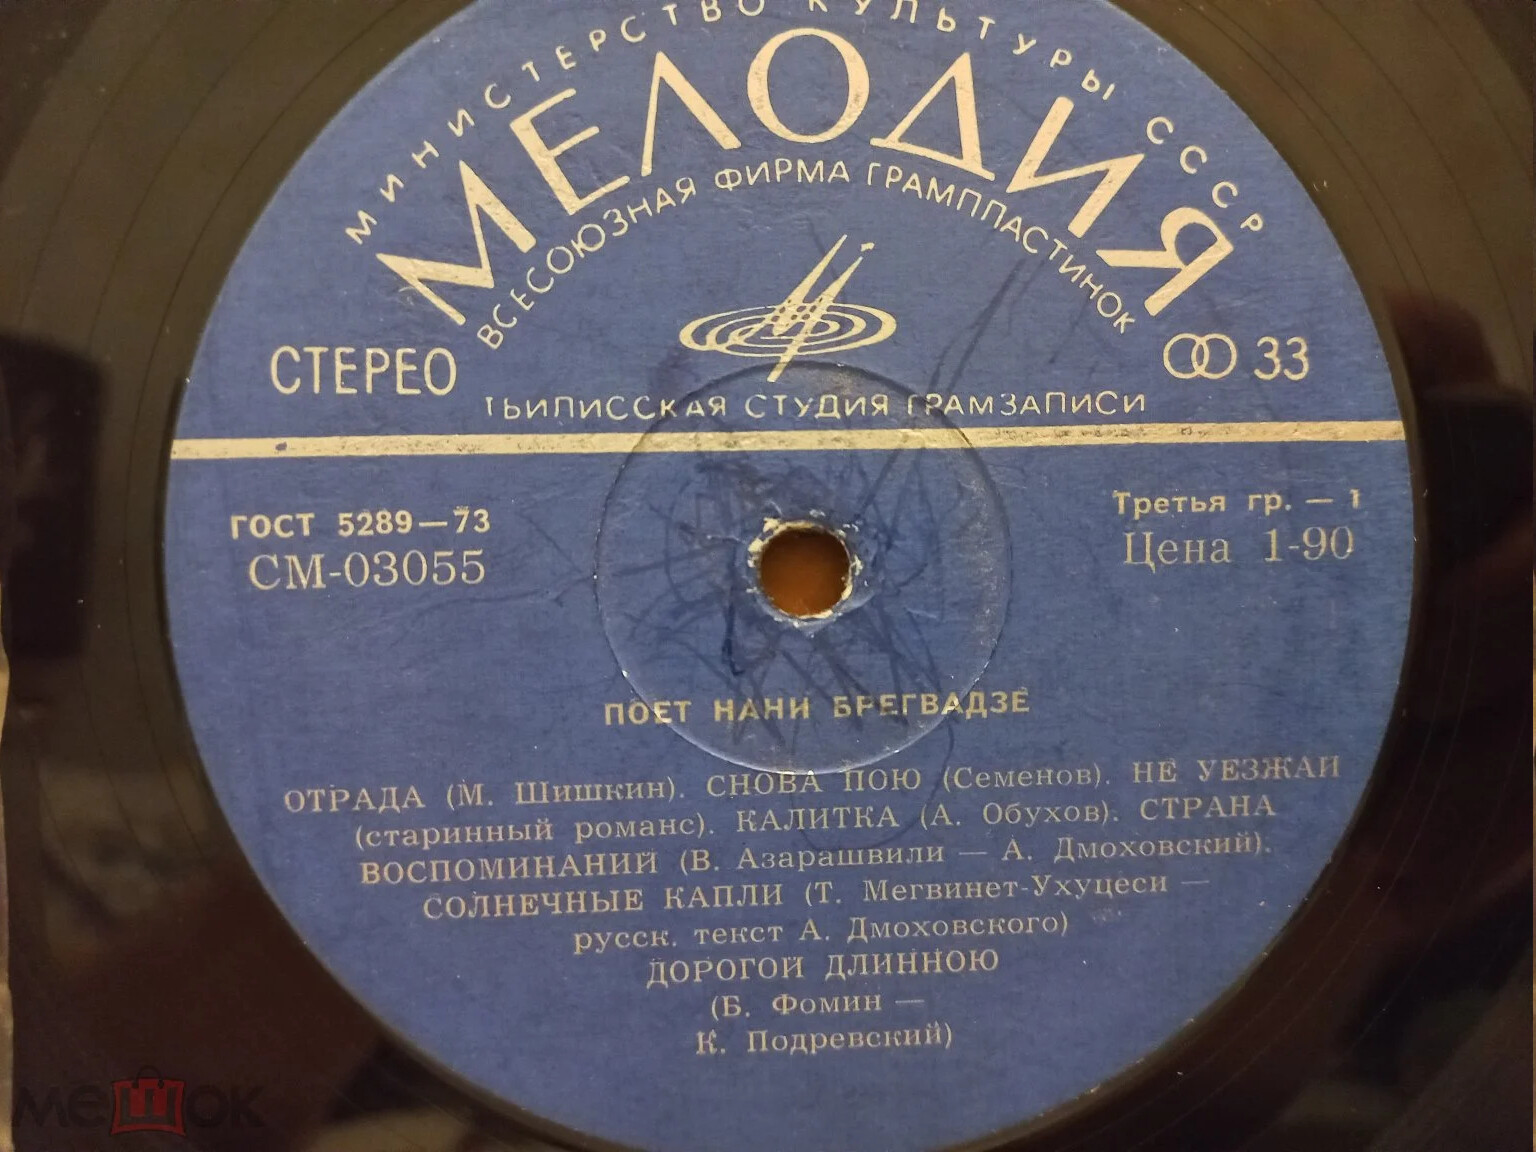 МИНИСТЕРСТВО КУЛЬТУРЫ СССР
МЕЛОДИЯ
ВСЕСОЮЗНАЯ ФИРМА ГРАМПЛАСТИНОК
СТЕРЕО
33
ТБИЛИССКАЯ СТУДИЯ ГРАМЗАПИСИ
ГОСТ 5289—73
Третья гр. — 1
СМ-03055
Цена 1-90
ПОЕТ НАНИ БРЕГВАДЗЕ
ОТРАДА (М. Шишкин). СНОВА ПОЮ (Семенов). НЕ УЕЗЖАЙ
(старинный романс). КАЛИТКА (А. Обухов). СТРАНА
ВОСПОМИНАНИЙ (В. Азарашвили — А. Дмоховский).
СОЛНЕЧНЫЕ КАПЛИ (Т. Мегвинет-Ухуцеси —
русск. текст А. Дмоховского)
ДОРОГОЙ ДЛИННОЮ
(Б. Фомин —
К. Подревский)
мешок